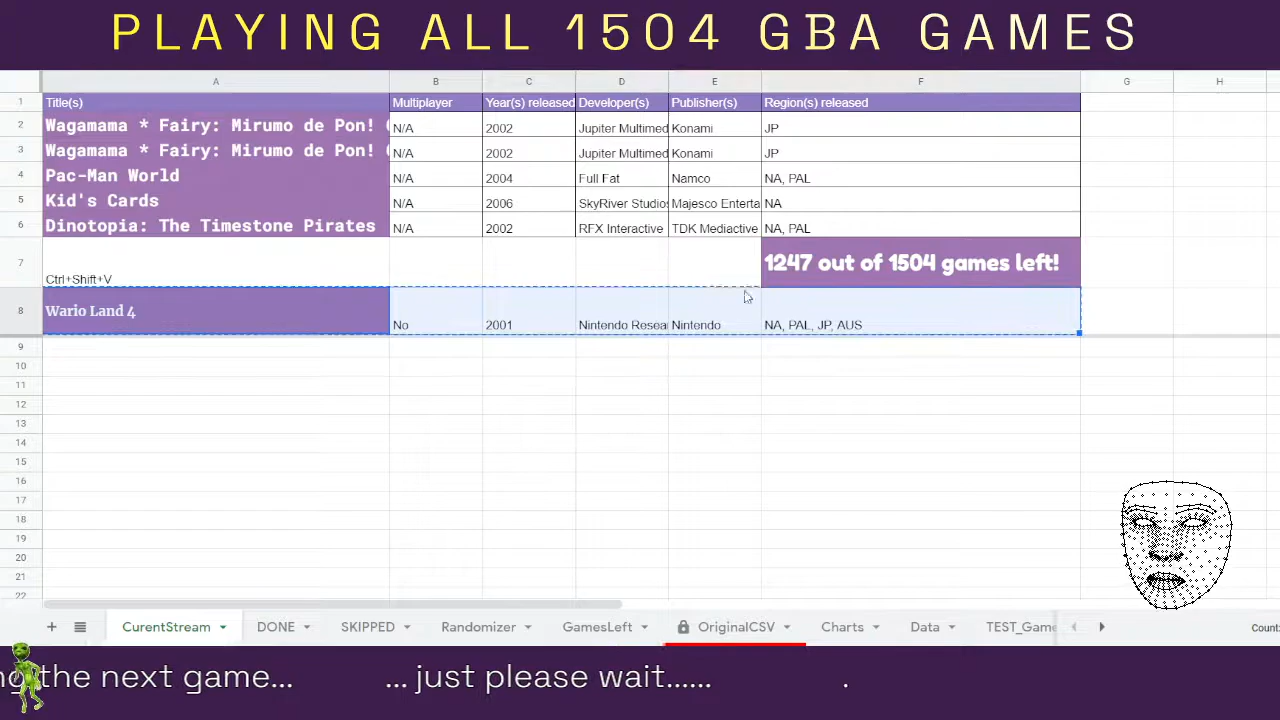 PLAYING ALL 1504 GBA GAMES
A B C D E F G H
1 Title(s) Multiplayer Year(s) released Developer(s) Publisher(s) Region(s) released
2 Wagamama * Fairy: Mirumo de Pon! N/A 2002 Jupiter Multimed Konami JP
3 Wagamama * Fairy: Mirumo de Pon! N/A 2002 Jupiter Multimed Konami JP
4 Pac-Man World N/A 2004 Full Fat Namco NA, PAL
5 Kid's Cards N/A 2006 SkyRiver Studios Majesco Enterta NA
6 Dinotopia: The Timestone Pirates N/A 2002 RFX Interactive TDK Mediactive NA, PAL
7 Ctrl+Shift+V 1247 out of 1504 games left!
8 Wario Land 4 No 2001 Nintendo Resea Nintendo NA, PAL, JP, AUS
9
10
11
12
13
14
15
16
17
18
19
20
21
22
+ CurentStream DONE SKIPPED Randomizer GamesLeft OriginalCSV Charts Data TEST_Game Count:
ng the next game... ... just please wait...... .